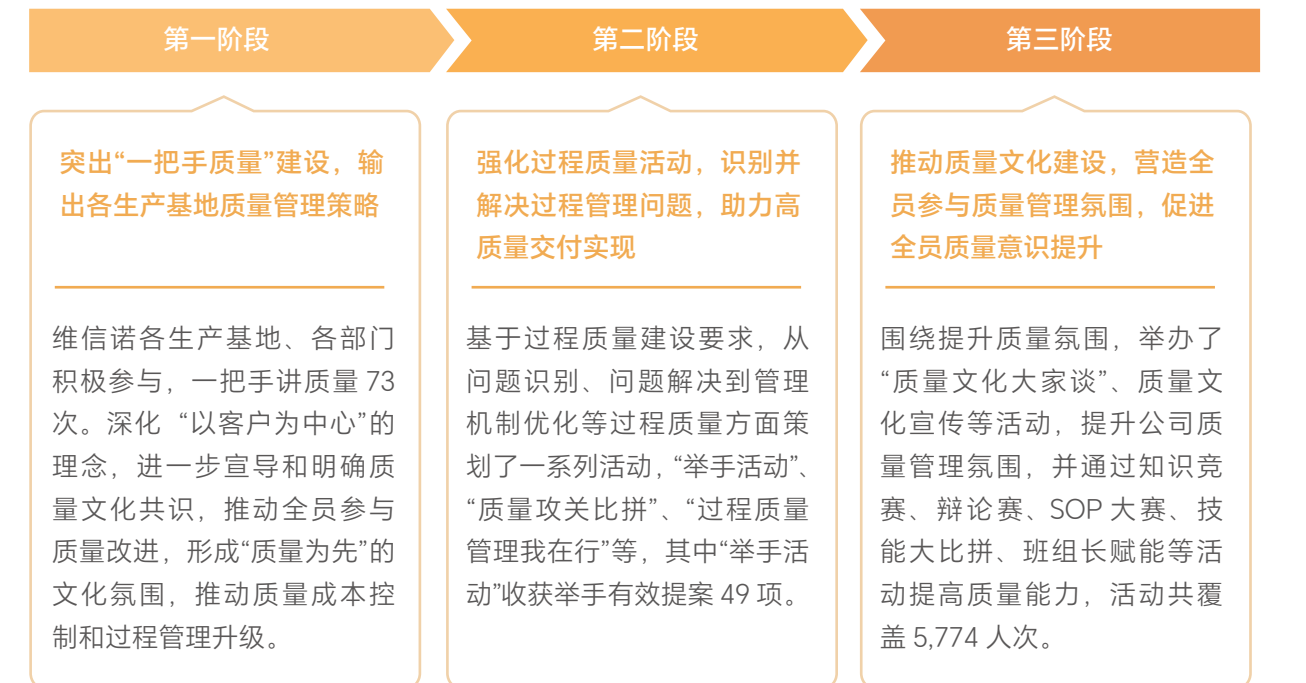 第一阶段
第二阶段
第三阶段
突出“一把手质量”建设，输
出各生产基地质量管理策略
维信诺各生产基地、各部门
积极参与，一把手讲质量 73
次。深化 “以客户为中心”的
理念，进一步宣导和明确质
量文化共识，推动全员参与
质量改进，形成“质量为先”的
文化氛围，推动质量成本控
制和过程管理升级。
强化过程质量活动，识别并
解决过程管理问题，助力高
质量交付实现
基于过程质量建设要求，从
问题识别、问题解决到管理
机制优化等过程质量方面策
划了一系列活动，“举手活动”、
“质量攻关比拼”、“过程质量
管理我在行”等，其中“举手活
动”收获举手有效提案 49 项。
推动质量文化建设，营造全
员参与质量管理氛围，促进
全员质量意识提升
围绕提升质量氛围，举办了
“质量文化大家谈”、质量文
化宣传等活动，提升公司质
量管理氛围，并通过知识竞
赛、辩论赛、SOP 大赛、技
能大比拼、班组长赋能等活
动提高质量能力，活动共覆
盖 5,774 人次。